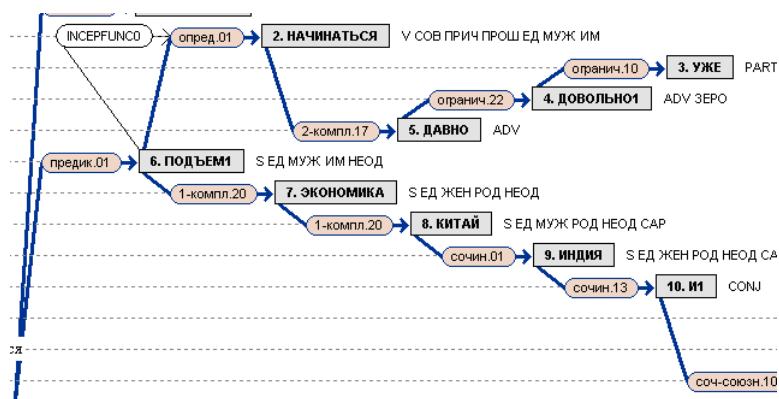 INCEPFUNC0 опред.01 2. НАЧИНАТЬСЯ V СОВ ПРИЧ ПРОШ ЕД МУЖ ИМ
огранич.10 3. УЖЕ PART
огранич.22 4. ДОВОЛЬНО1 ADV ЗЕРО
2-компл.17 5. ДАВНО ADV
предик.01 6. ПОДЪЕМ1 S ЕД МУЖ ИМ НЕОД
1-компл.20 7. ЭКОНОМИКА S ЕД ЖЕН РОД НЕОД
1-компл.20 8. КИТАЙ S ЕД МУЖ РОД НЕОД CAP
сочин.01 9. ИНДИЯ S ЕД ЖЕН РОД НЕОД CA
сочин.13 10. И1 CONJ
ся
соч-союзн.10